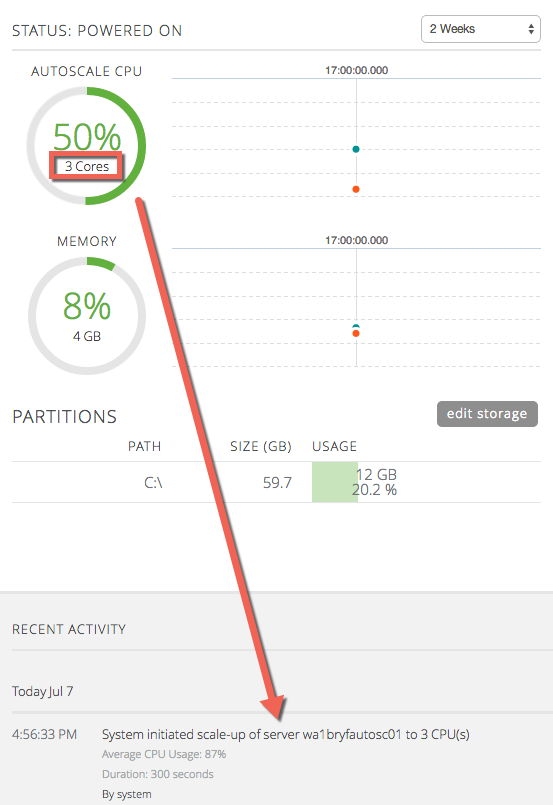 STATUS: POWERED ON
2 Weeks
AUTOSCALE CPU
17:00:00.000
50%
3 Cores
MEMORY
17:00:00.000
8%
4 GB
PARTITIONS
edit storage
PATH SIZE (GB) USAGE
C:\ 59.7 12 GB
20.2 %
RECENT ACTIVITY
Today Jul 7
4:56:33 PM System initiated scale-up of server wa1bryfautosc01 to 3 CPU(s)
Average CPU Usage: 87%
Duration: 300 seconds
By system